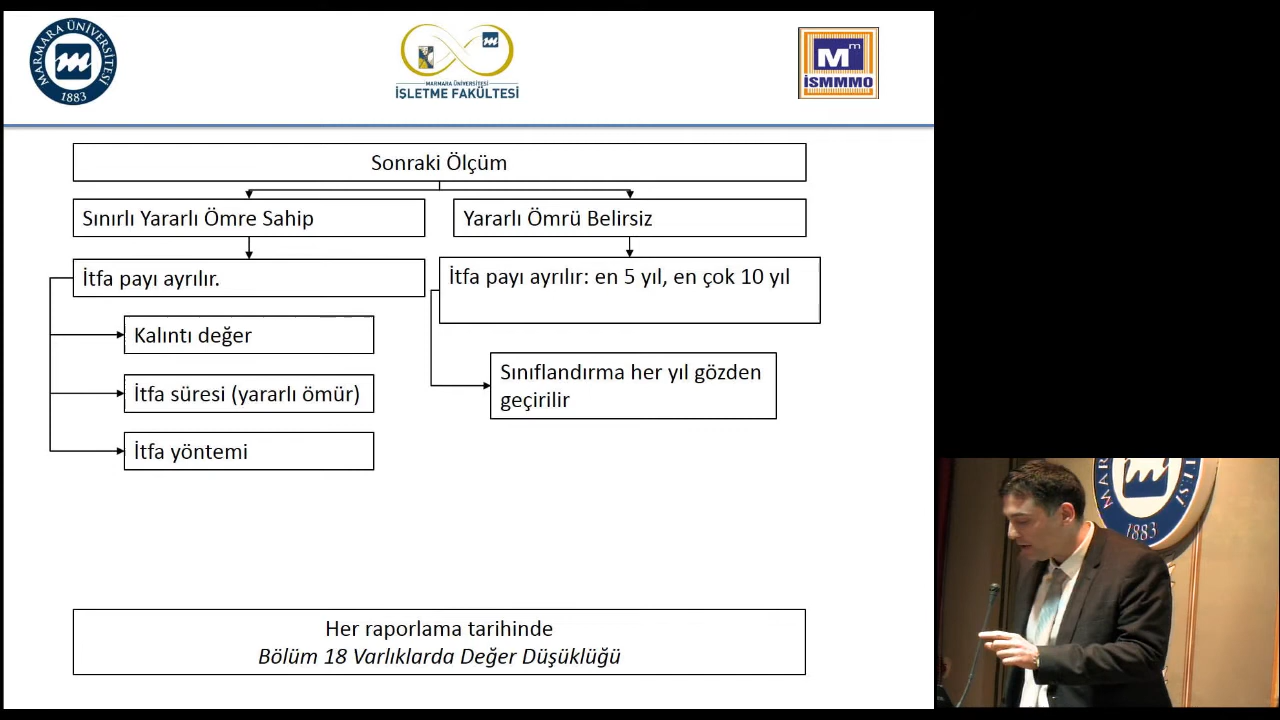 MARMARA ÜNİVERSİTESİ
1883
MARMARA ÜNİVERSİTESİ
İŞLETME FAKÜLTESİ
Mm
İSMMMO
Sonraki Ölçüm
Sınırlı Yararlı Ömre Sahip
Yararlı Ömrü Belirsiz
İtfa payı ayrılır.
İtfa payı ayrılır: en 5 yıl, en çok 10 yıl
Kalıntı değer
İtfa süresi (yararlı ömür)
İtfa yöntemi
Sınıflandırma her yıl gözden
geçirilir
Her raporlama tarihinde
Bölüm 18 Varlıklarda Değer Düşüklüğü
1883